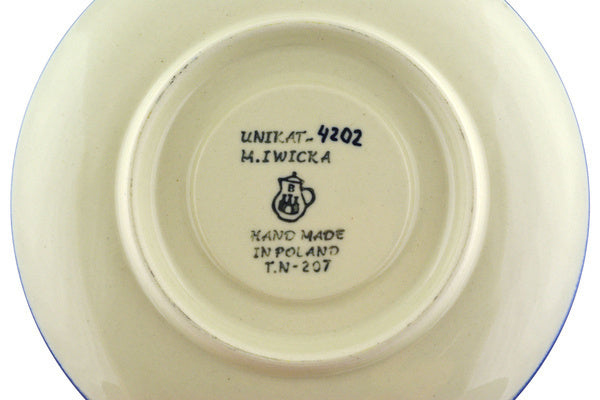 UNIKAT-4202
M.IWICKA
B
HAND MADE
IN POLAND
T.N-207